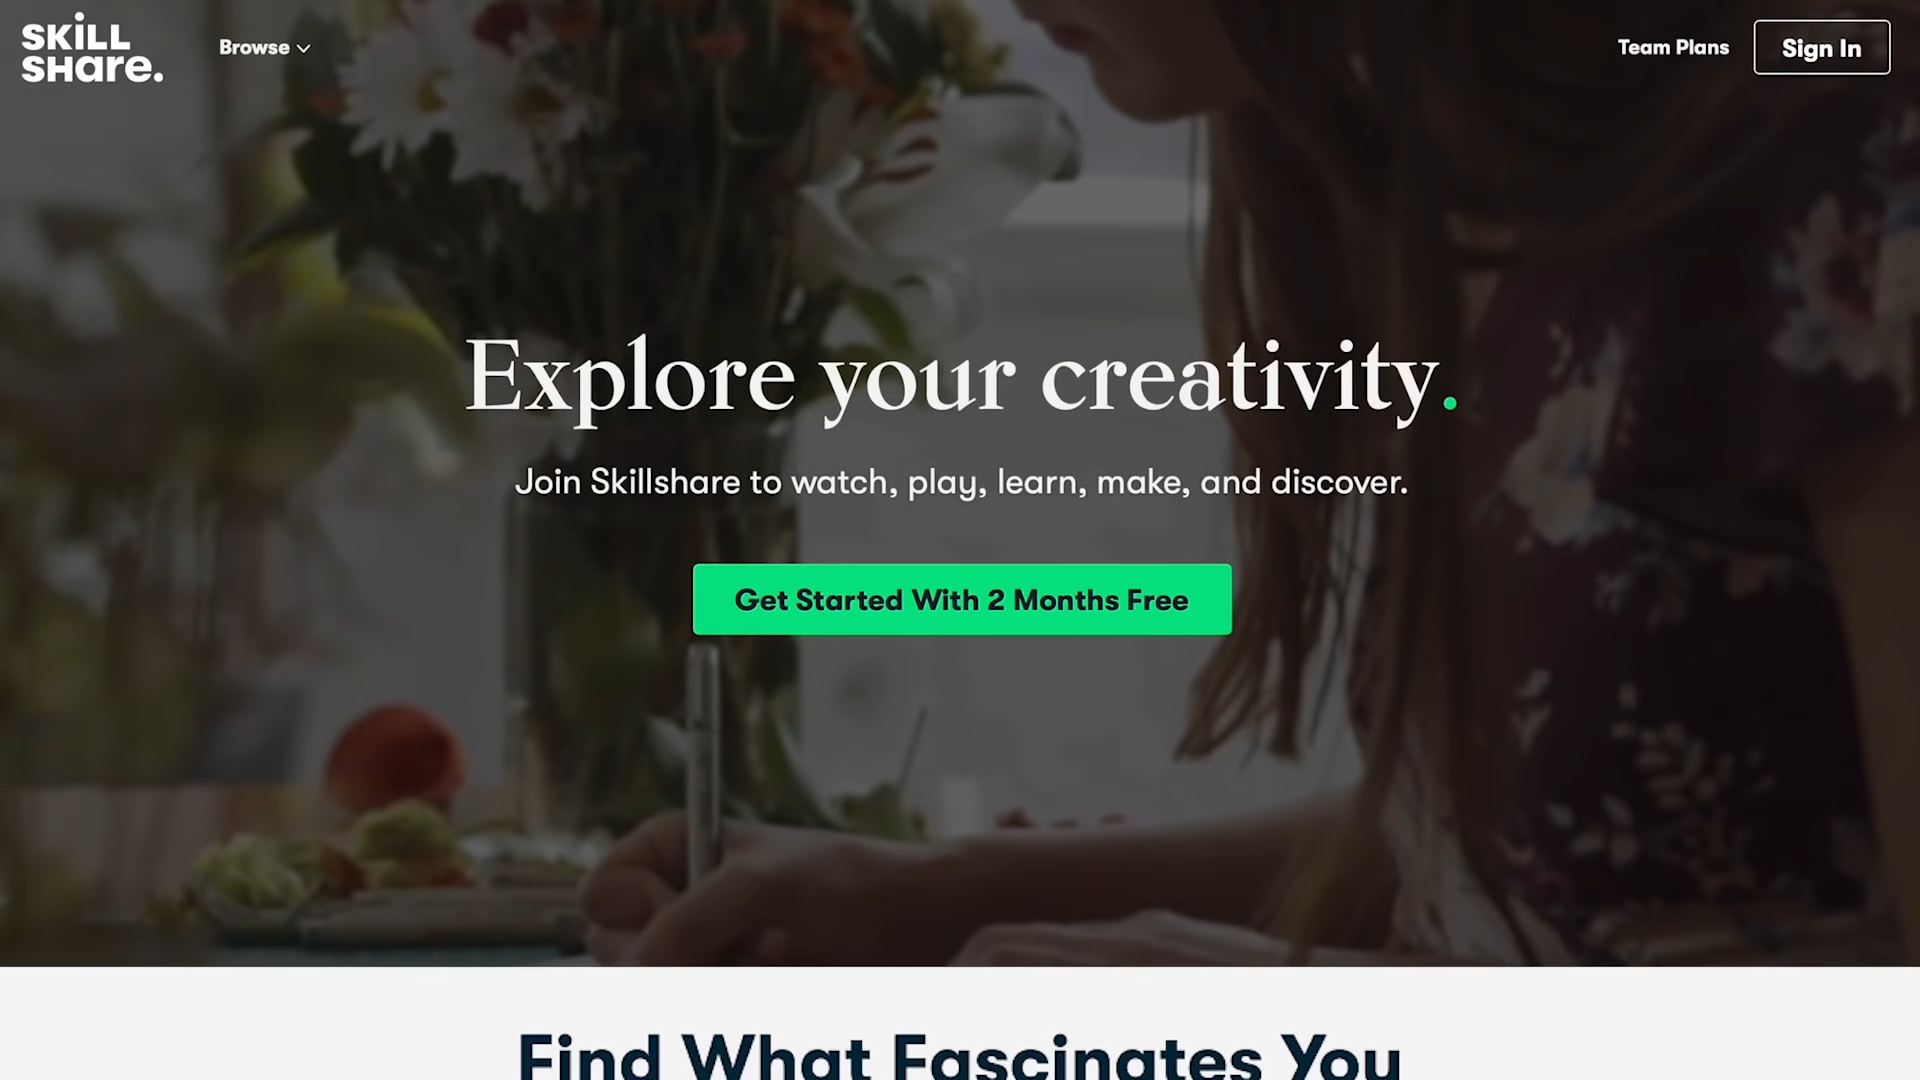 SKiLL
SHare.
Browse
Team Plans
Sign In
Explore your creativity.
Join Skillshare to watch, play, learn, make, and discover.
Get Started With 2 Months Free
Find What Fascinates You